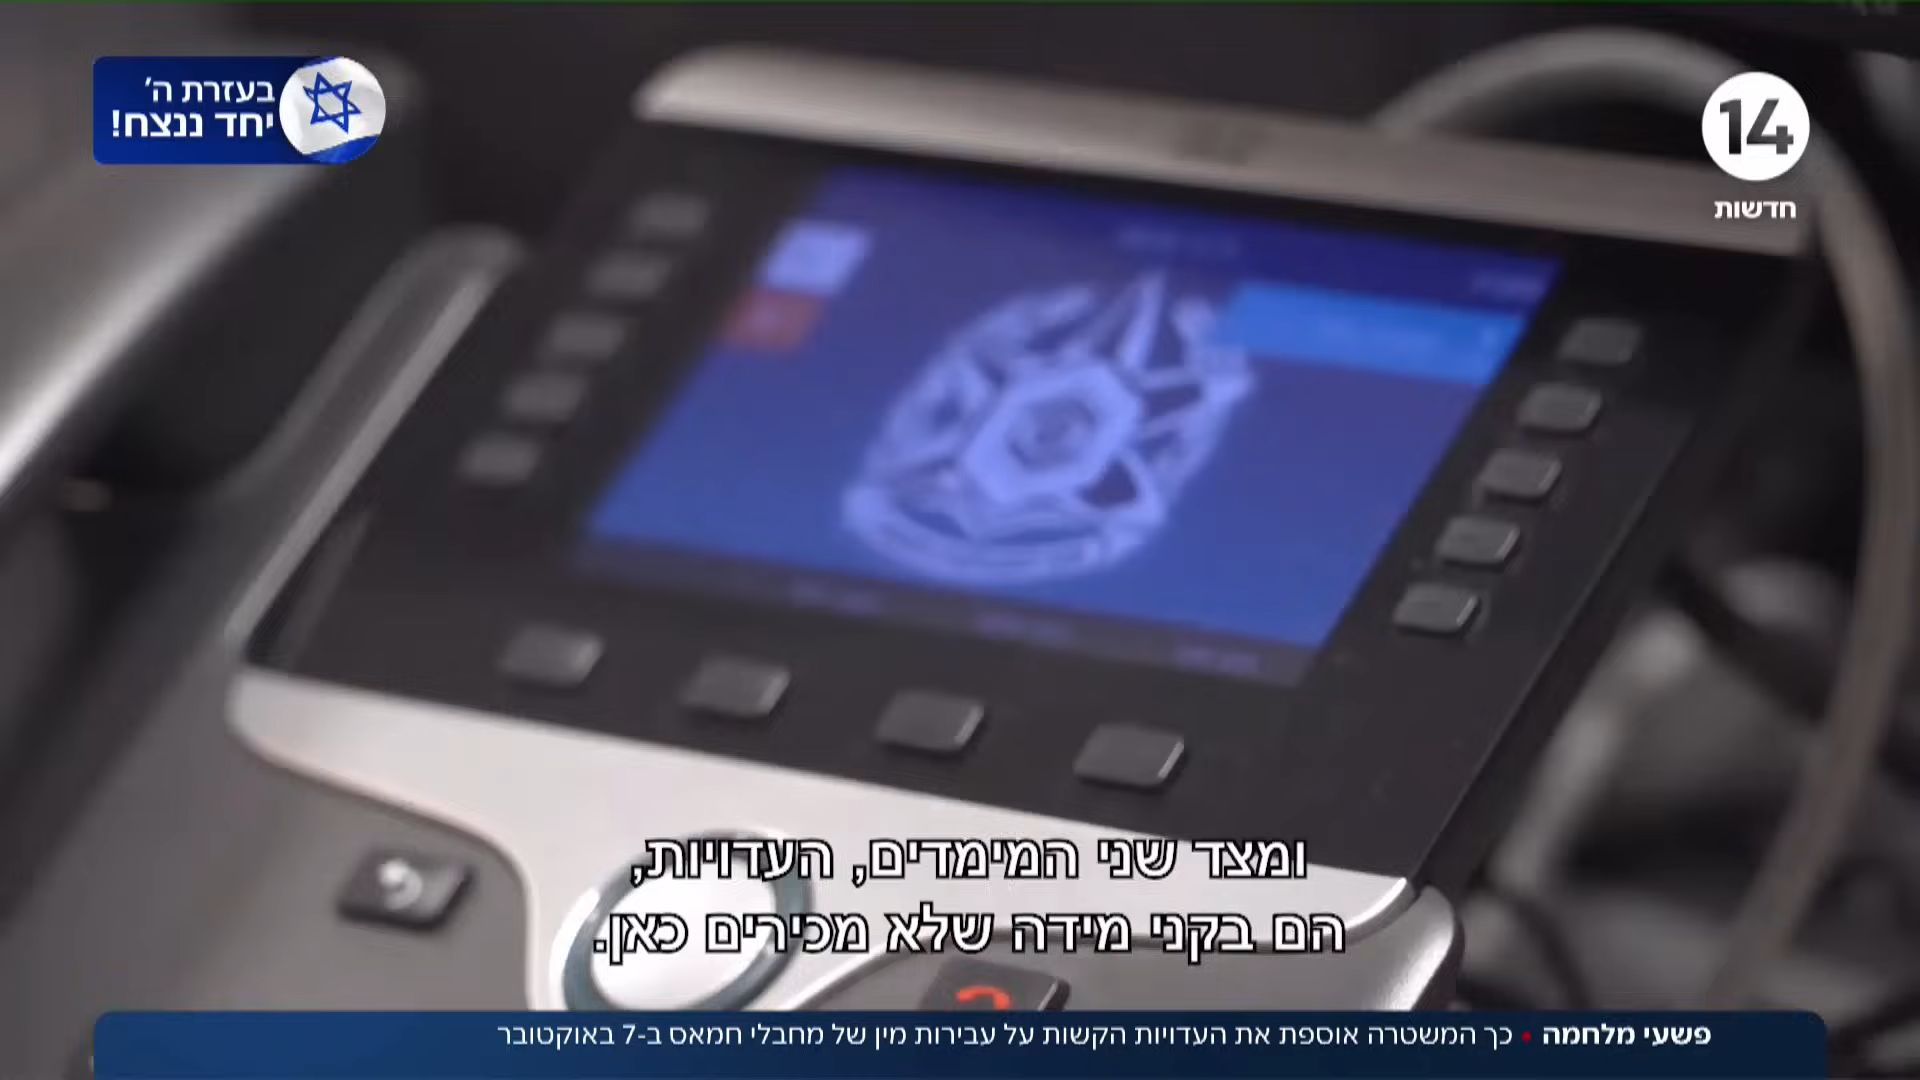 בעזרת ה'
יחד ננצח!
14
חדשות
ומצד שני המימדים, העדויות,
הם בקני מידה שלא מכירים כאן.
פשעי מלחמה • כך המשטרה אוספת את העדויות הקשות על עבירות מין של מחבלי חמאס ב-7 באוקטובר